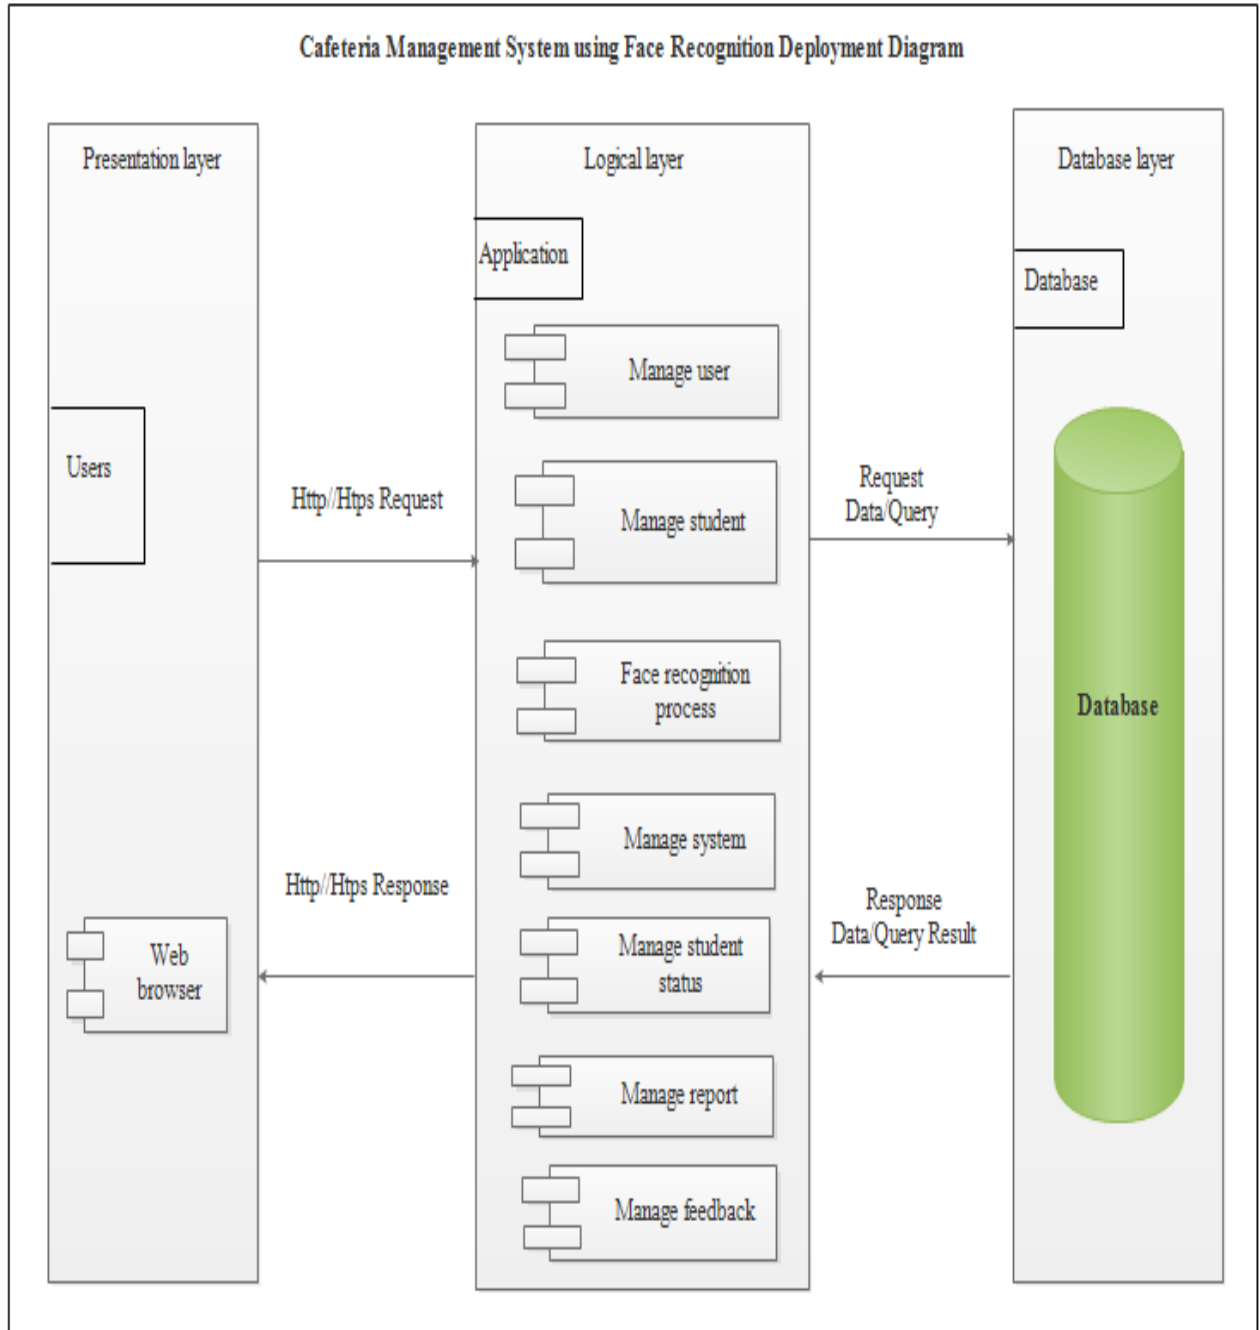 Cafeteria Management System using Face Recognition Deployment Diagram
Presentation layer
Users
Web
browser
Http//Htps Request
Http//Htps Response
Logical layer
Application
Manage user
Manage student
Face recognition
process
Manage system
Manage student
status
Manage report
Manage feedback
Request
Data/Query
Response
Data/Query Result
Database layer
Database
Database